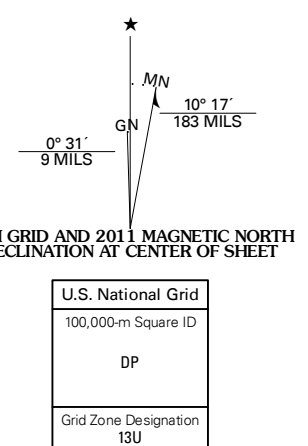 ★
MN
10° 17´
183 MILS
GN
0° 31´
9 MILS
GRID AND 2011 MAGNETIC NORTH
AT CENTER OF SHEET
U.S. National Grid
100,000-m Square ID
DP
Grid Zone Designation
13U